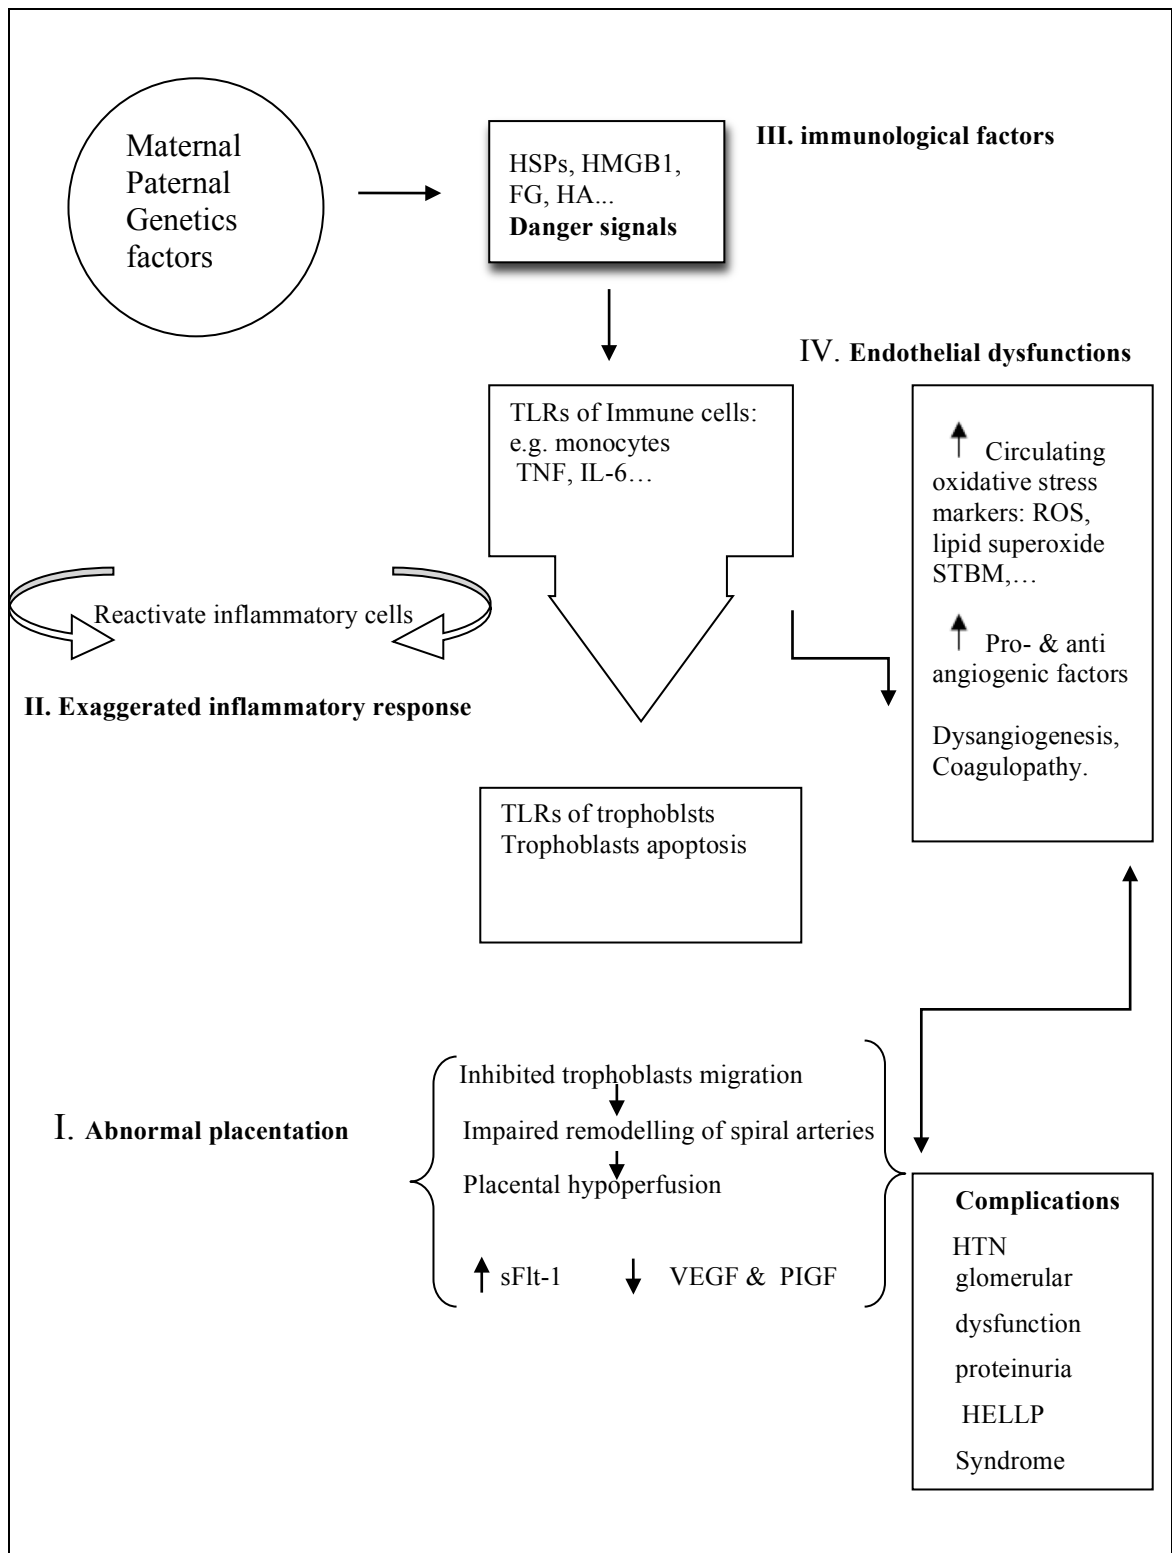 Maternal
Paternal
Genetics
factors
HSPs, HMGB1,
FG, HA...
Danger signals
III. immunological factors
TLRs of Immune cells:
e.g. monocytes
TNF, IL-6…
IV. Endothelial dysfunctions
Circulating
oxidative stress
markers: ROS,
lipid superoxide
STBM,…
Pro- & anti
angiogenic factors
Dysangiogenesis,
Coagulopathy.
Reactivate inflammatory cells
II. Exaggerated inflammatory response
TLRs of trophoblsts
Trophoblasts apoptosis
I. Abnormal placentation
Inhibited trophoblasts migration
Impaired remodelling of spiral arteries
Placental hypoperfusion
sFlt-1 VEGF & PIGF
Complications
HTN
glomerular
dysfunction
proteinuria
HELLP
Syndrome